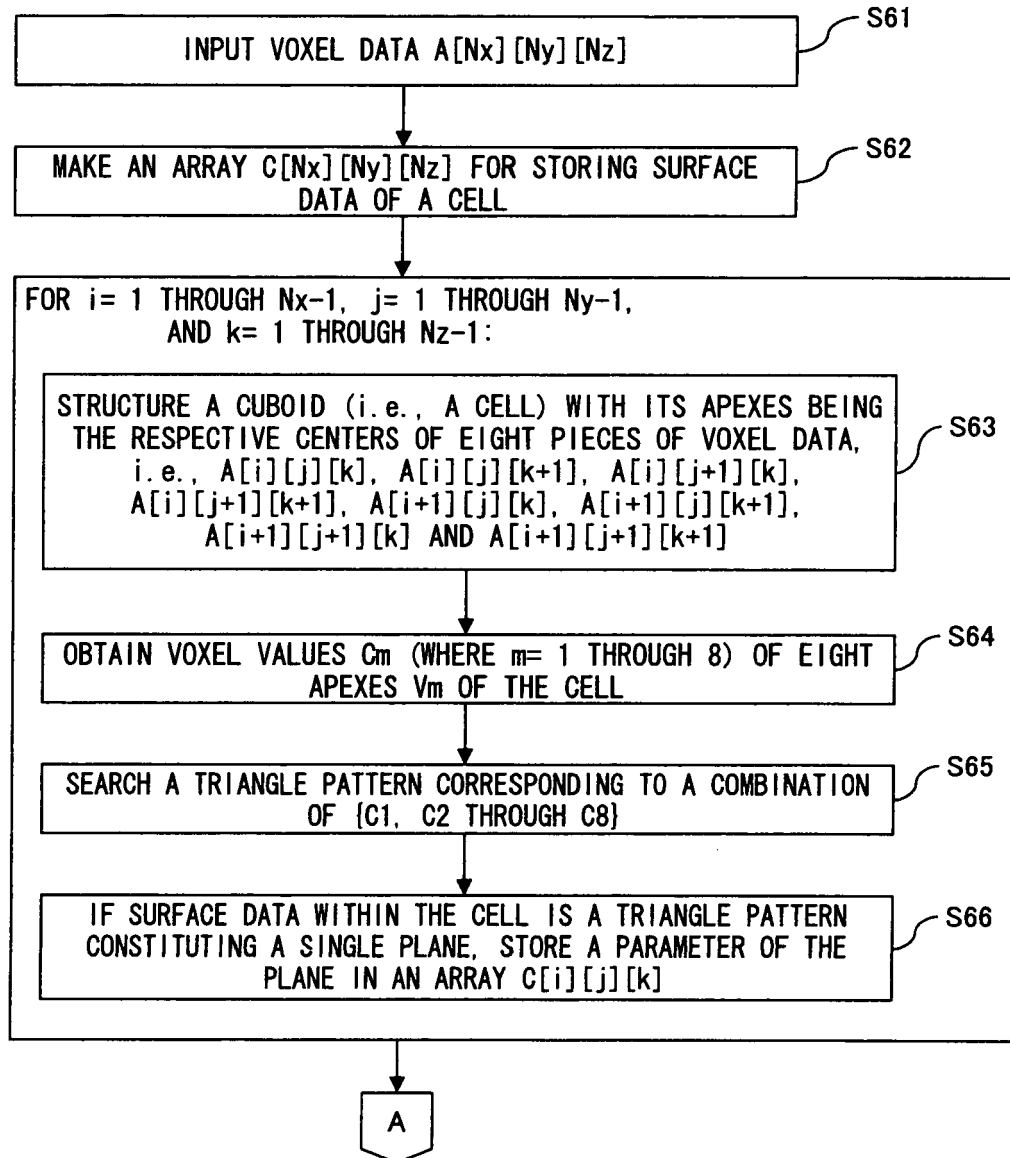 S61
INPUT VOXEL DATA A[Nx][Ny][Nz]
S62
MAKE AN ARRAY C[Nx][Ny][Nz] FOR STORING SURFACE
DATA OF A CELL
FOR i= 1 THROUGH Nx-1, j= 1 THROUGH Ny-1,
AND k= 1 THROUGH Nz-1:
STRUCTURE A CUBOID (i.e., A CELL) WITH ITS APEXES BEING
THE RESPECTIVE CENTERS OF EIGHT PIECES OF VOXEL DATA,
i.e., A[i][j][k], A[i][j][k+1], A[i][j+1][k],
A[i][j+1][k+1], A[i+1][j][k], A[i+1][j][k+1],
A[i+1][j+1][k] AND A[i+1][j+1][k+1]
S63
S64
OBTAIN VOXEL VALUES Cm (WHERE m= 1 THROUGH 8) OF EIGHT
APEXES Vm OF THE CELL
S65
SEARCH A TRIANGLE PATTERN CORRESPONDING TO A COMBINATION
OF {C1, C2 THROUGH C8}
S66
IF SURFACE DATA WITHIN THE CELL IS A TRIANGLE PATTERN
CONSTITUTING A SINGLE PLANE, STORE A PARAMETER OF THE
PLANE IN AN ARRAY C[i][j][k]
A